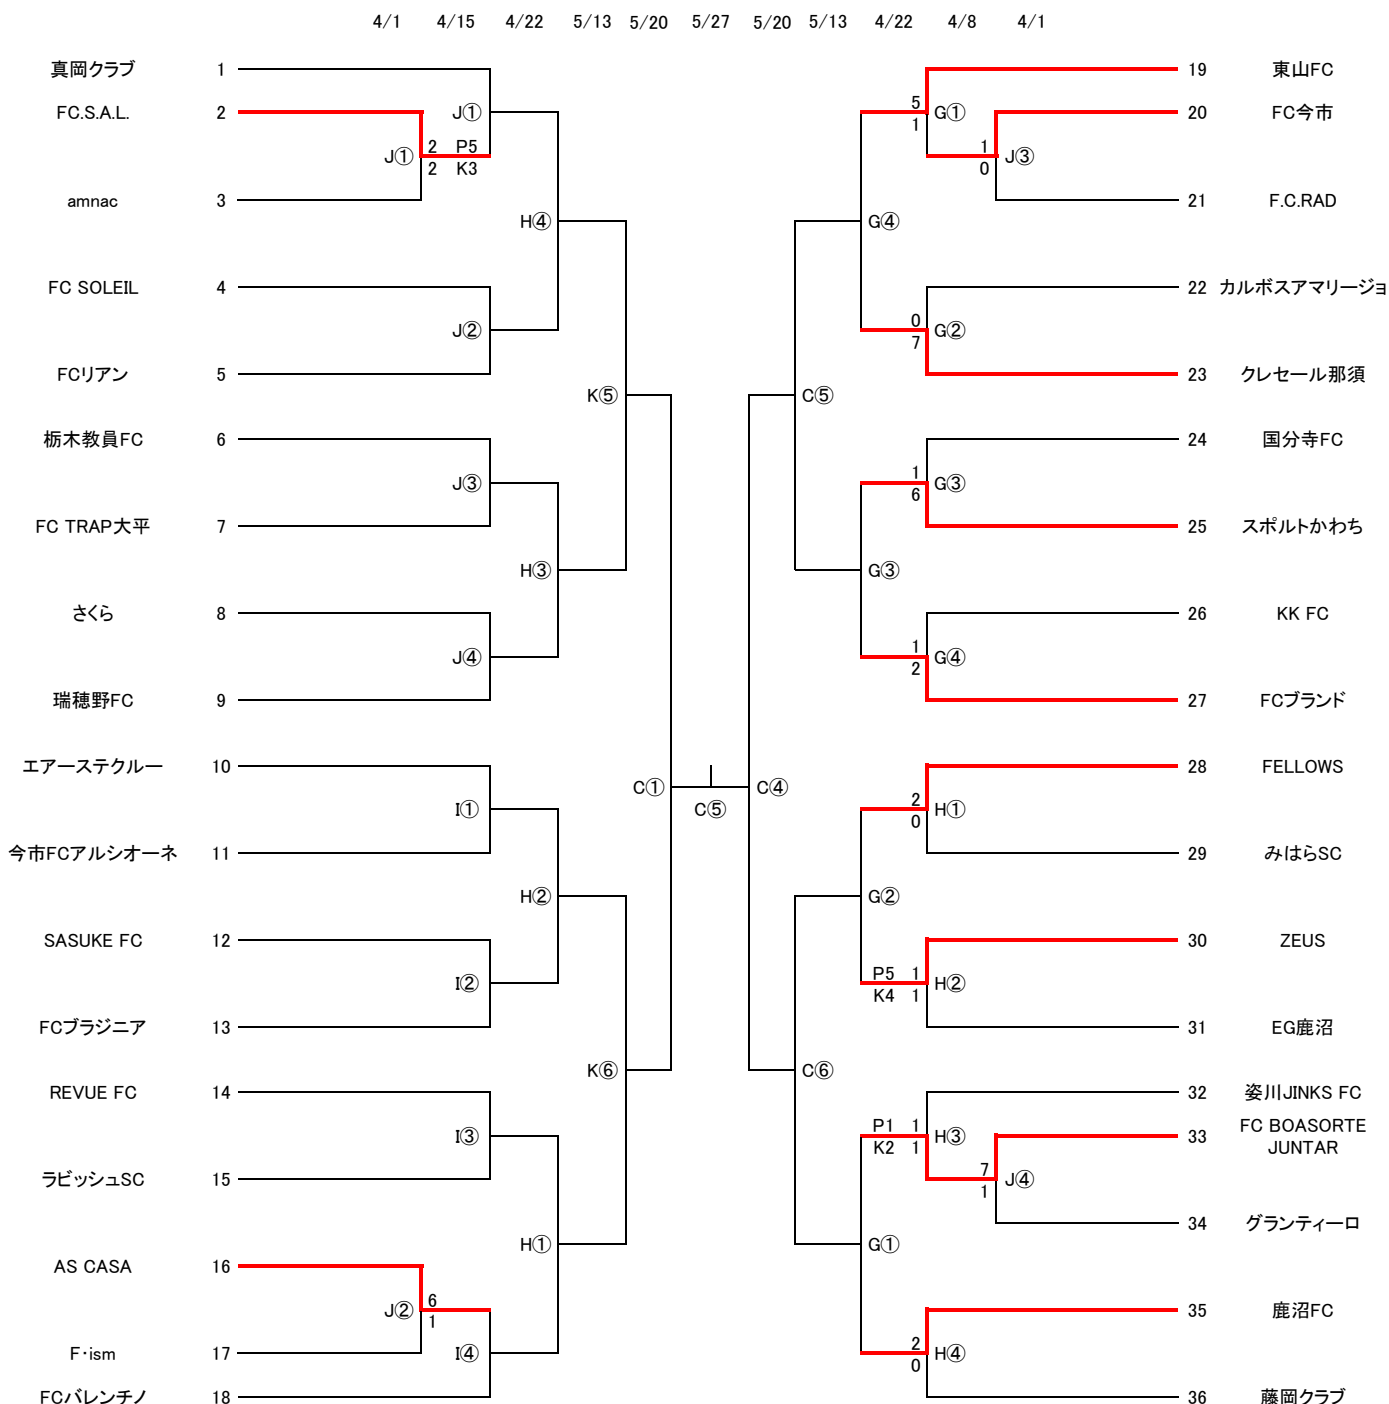 4/1 4/15 4/22 5/13 5/20 5/27 5/20 5/13 4/22 4/8 4/1
真岡クラブ 1
FC.S.A.L. 2
amnac 3
FC SOLEIL 4
FCリアン 5
栃木教員FC 6
FC TRAP大平 7
さくら 8
瑞穂野FC 9
エアーステクルー 10
今市FCアルシオーネ 11
SASUKE FC 12
FCブラジニア 13
REVUE FC 14
ラビッシュSC 15
AS CASA 16
F・ism 17
FCバレンチノ 18
J①
J① 2 P5
2 K3
H④
J②
K⑤
J③
H③
J④
C①
I①
H②
I②
K⑥
I③
H①
J② 6
1
I④
C⑤
19 東山FC
20 FC今市
21 F.C.RAD
22 カルボスアマリージョ
23 クレセール那須
24 国分寺FC
25 スポルトかわち
26 KK FC
27 FCブランド
28 FELLOWS
29 みはらSC
30 ZEUS
31 EG鹿沼
32 姿川JINKS FC
33 FC BOASORTE
JUNTAR
34 グランティーロ
35 鹿沼FC
36 藤岡クラブ
5
1 G①
1
0 J③
G④
0
7 G②
C⑤
1
6 G③
G③
1
2 G④
C④
2
0 H①
G②
P5 1
K4 1 H②
C⑥
P1 1
K2 1 H③
7
1 J④
G①
2
0 H④